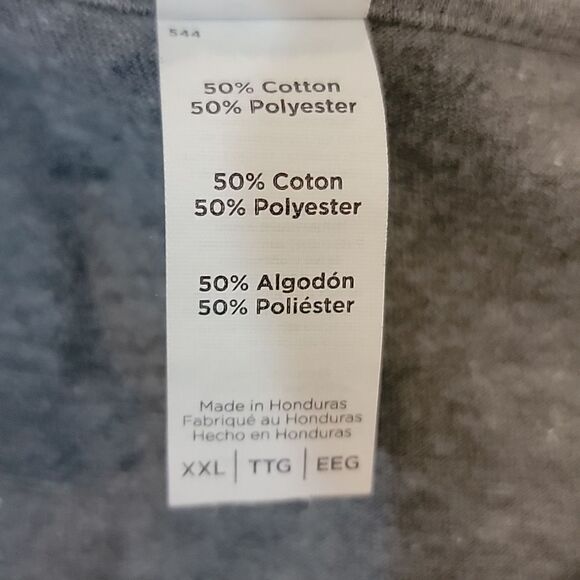 544
50% Cotton
50% Polyester
50% Coton
50% Polyester
50% Algodón
50% Poliéster
Made in Honduras
Fabriqué au Honduras
Hecho en Honduras
XXL | TTG | EEG